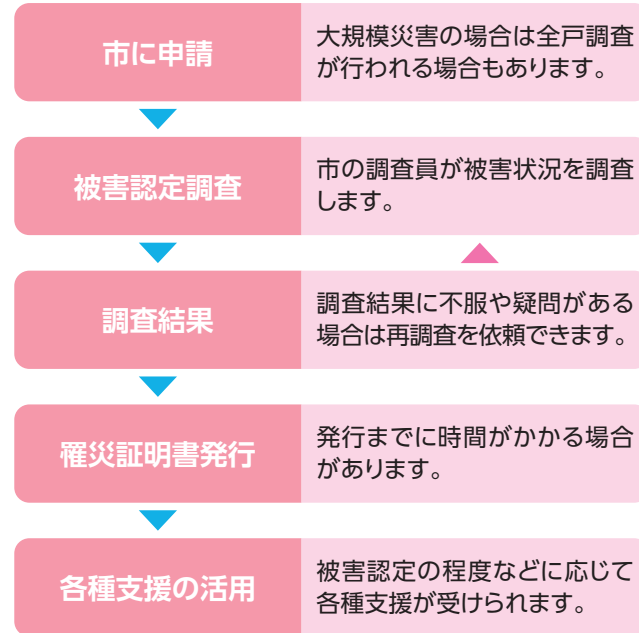 市に申請
大規模災害の場合は全戸調査
が行われる場合もあります。
被害認定調査
市の調査員が被害状況を調査
します。
調査結果
調査結果に不服や疑問がある
場合は再調査を依頼できます。
罹災証明書発行
発行までに時間がかかる場合
があります。
各種支援の活用
被害認定の程度などに応じて
各種支援が受けられます。